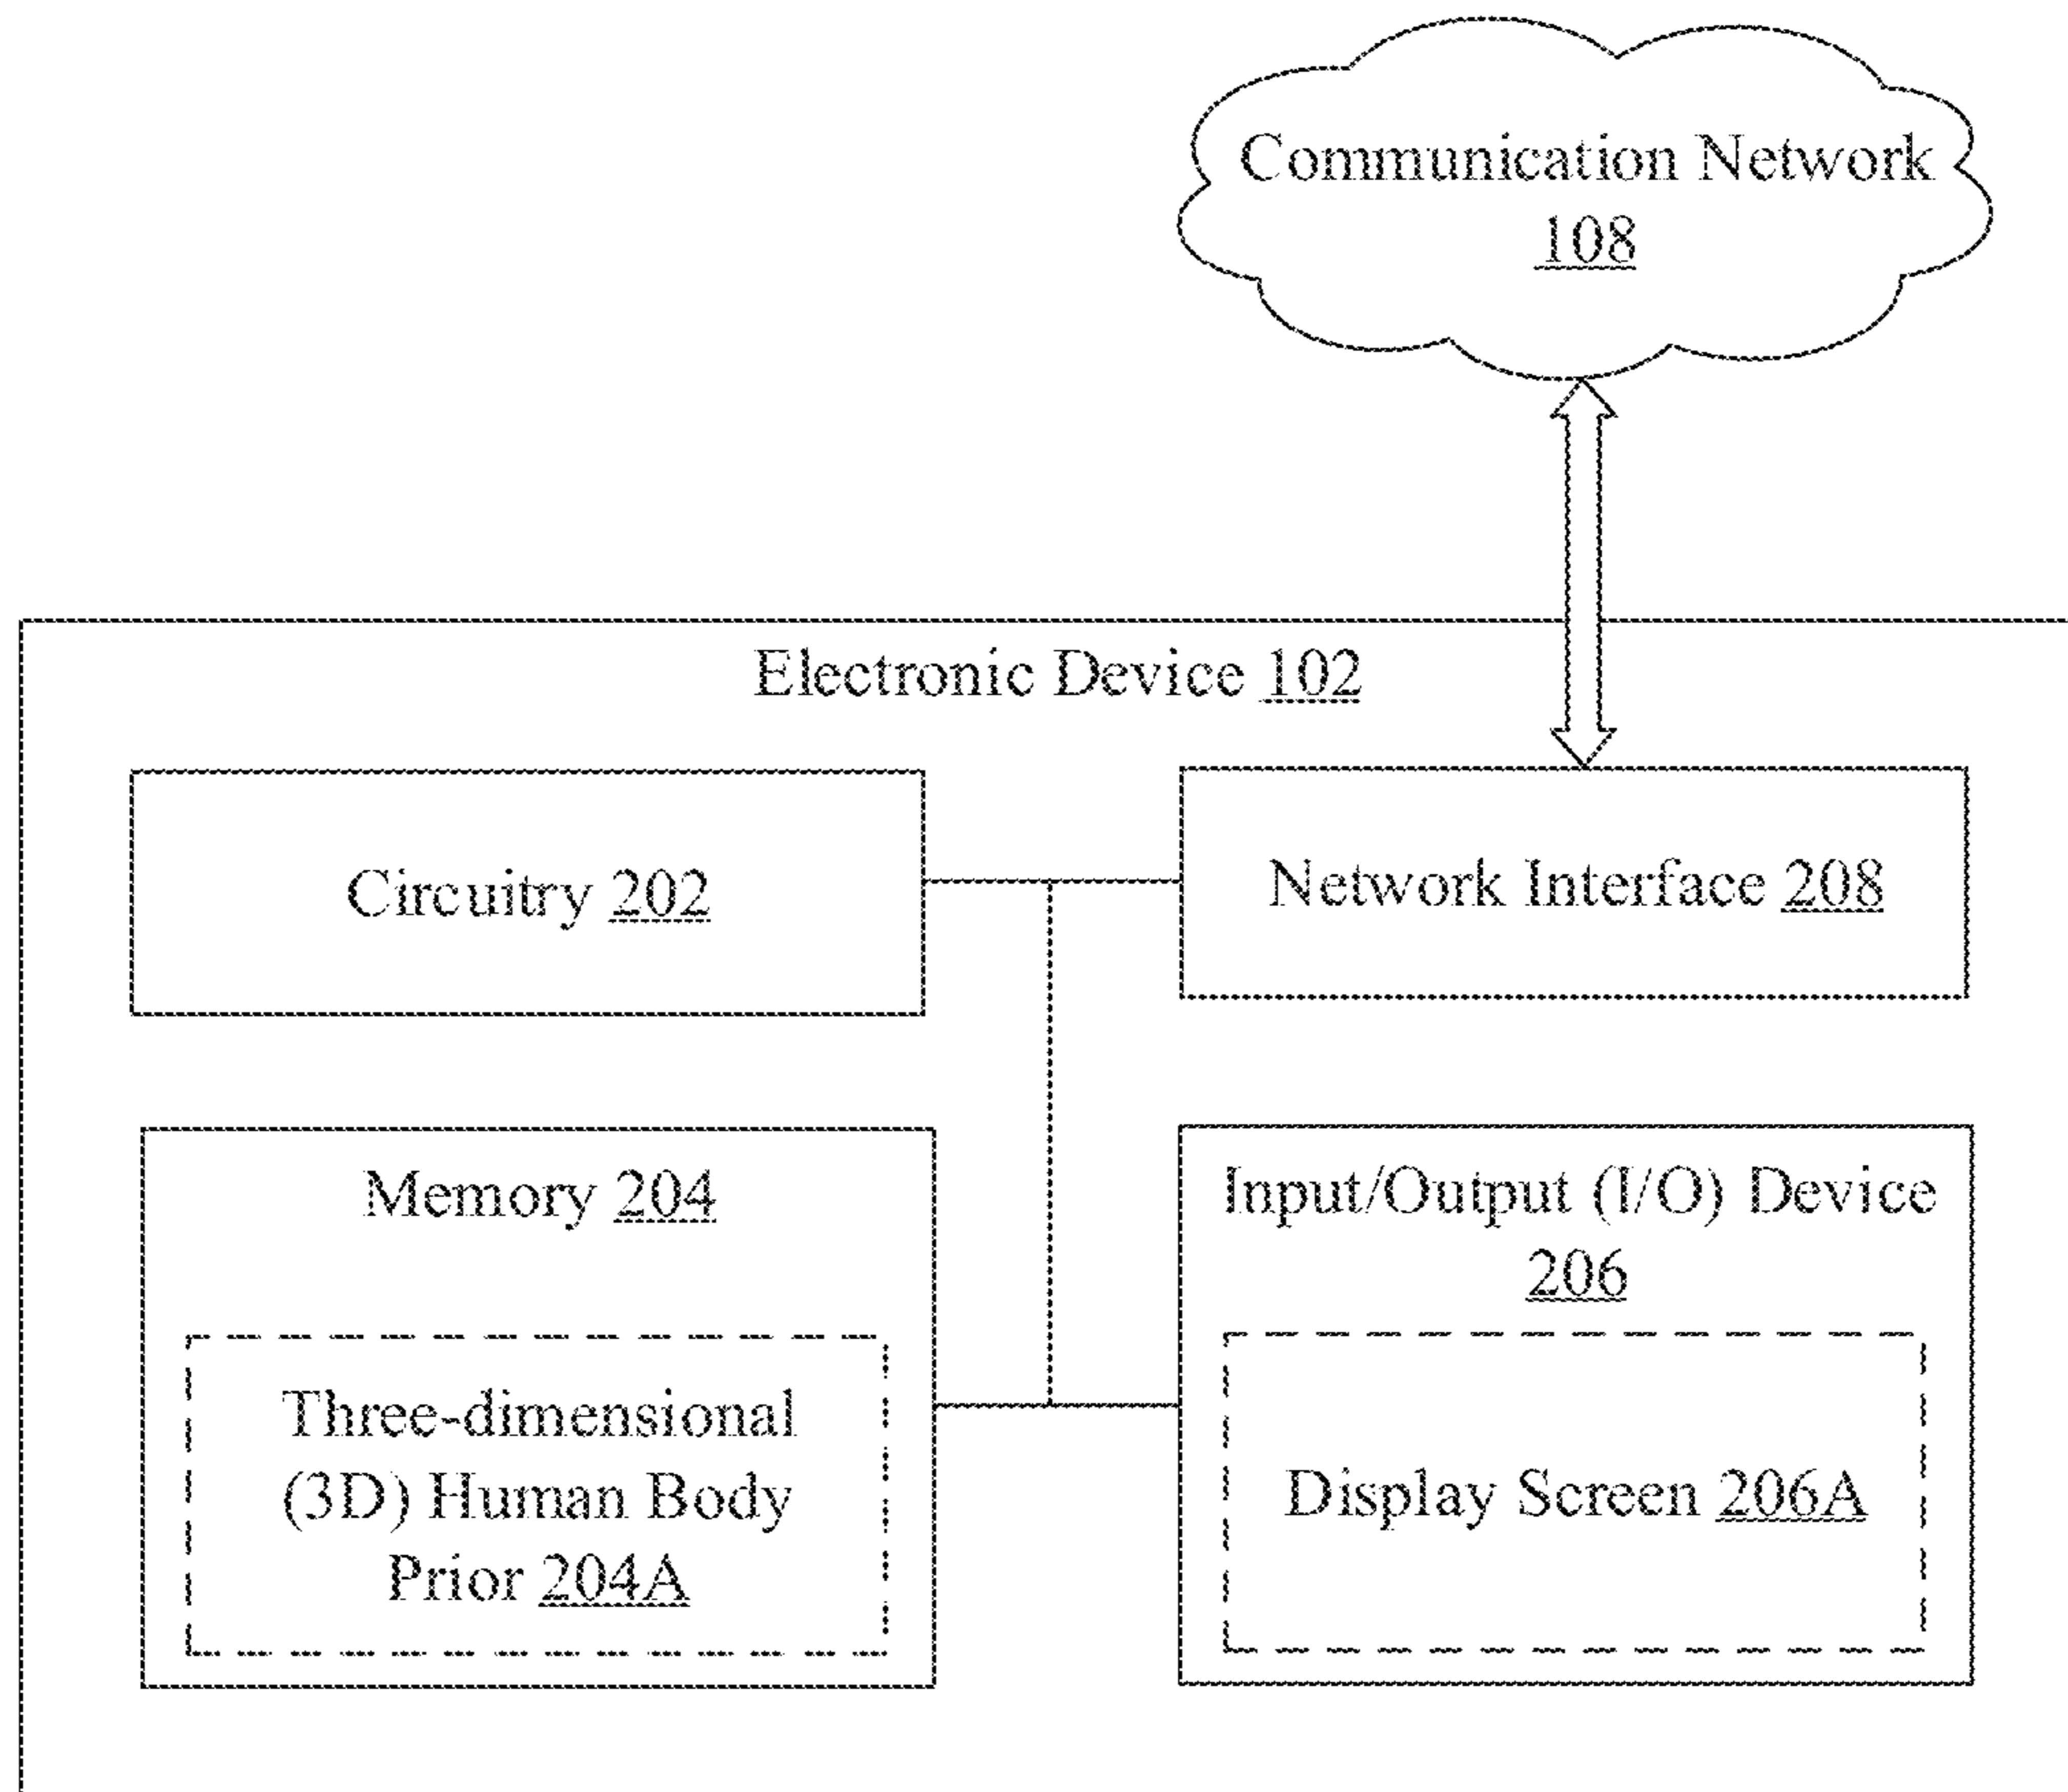 Communication Network
108
Electronic Device 102
Circuitry 202
Network Interface 208
Memory 204
Three-dimensional
(3D) Human Body
Prior 204A
Input/Output (I/O) Device
206
Display Screen 206A